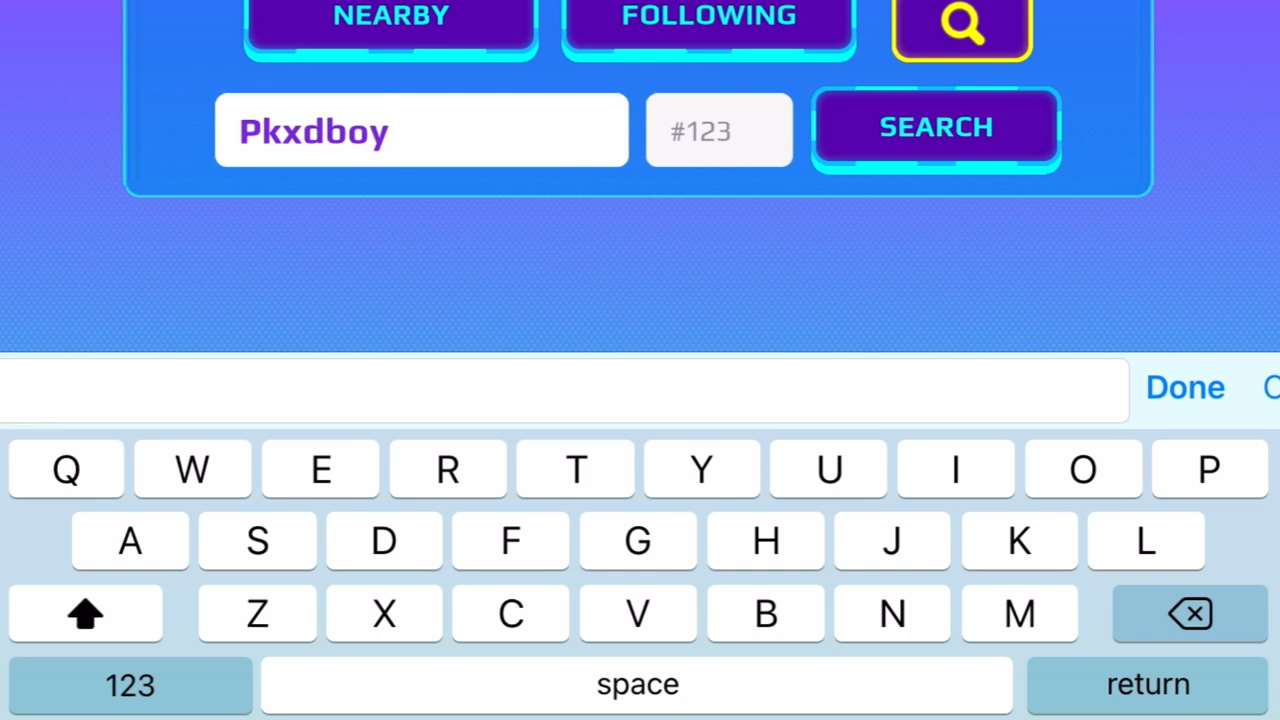 NEARBY FOLLOWING
Pkxdboy #123 SEARCH
Done
Q W E R T Y U I O P
A S D F G H J K L
Z X C V B N M
123 space return